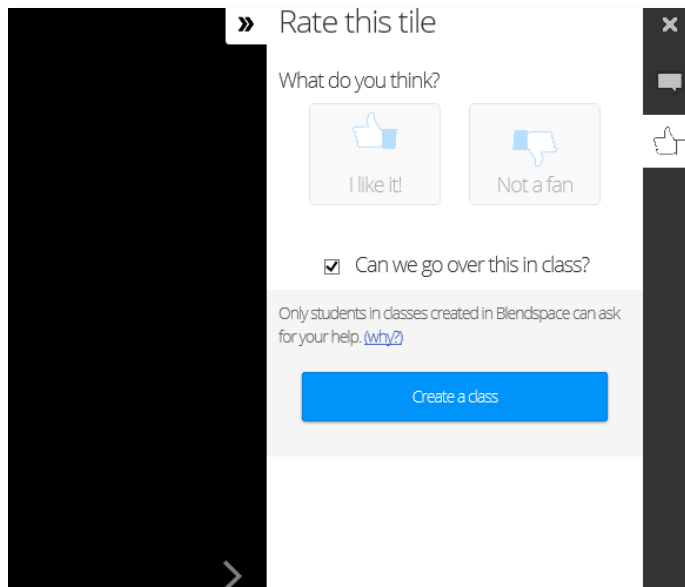 Rate this tile
What do you think?
I like it!
Not a fan
Can we go over this in class?
Only students in classes created in Blendspace can ask
for your help. (why?)
Create a class